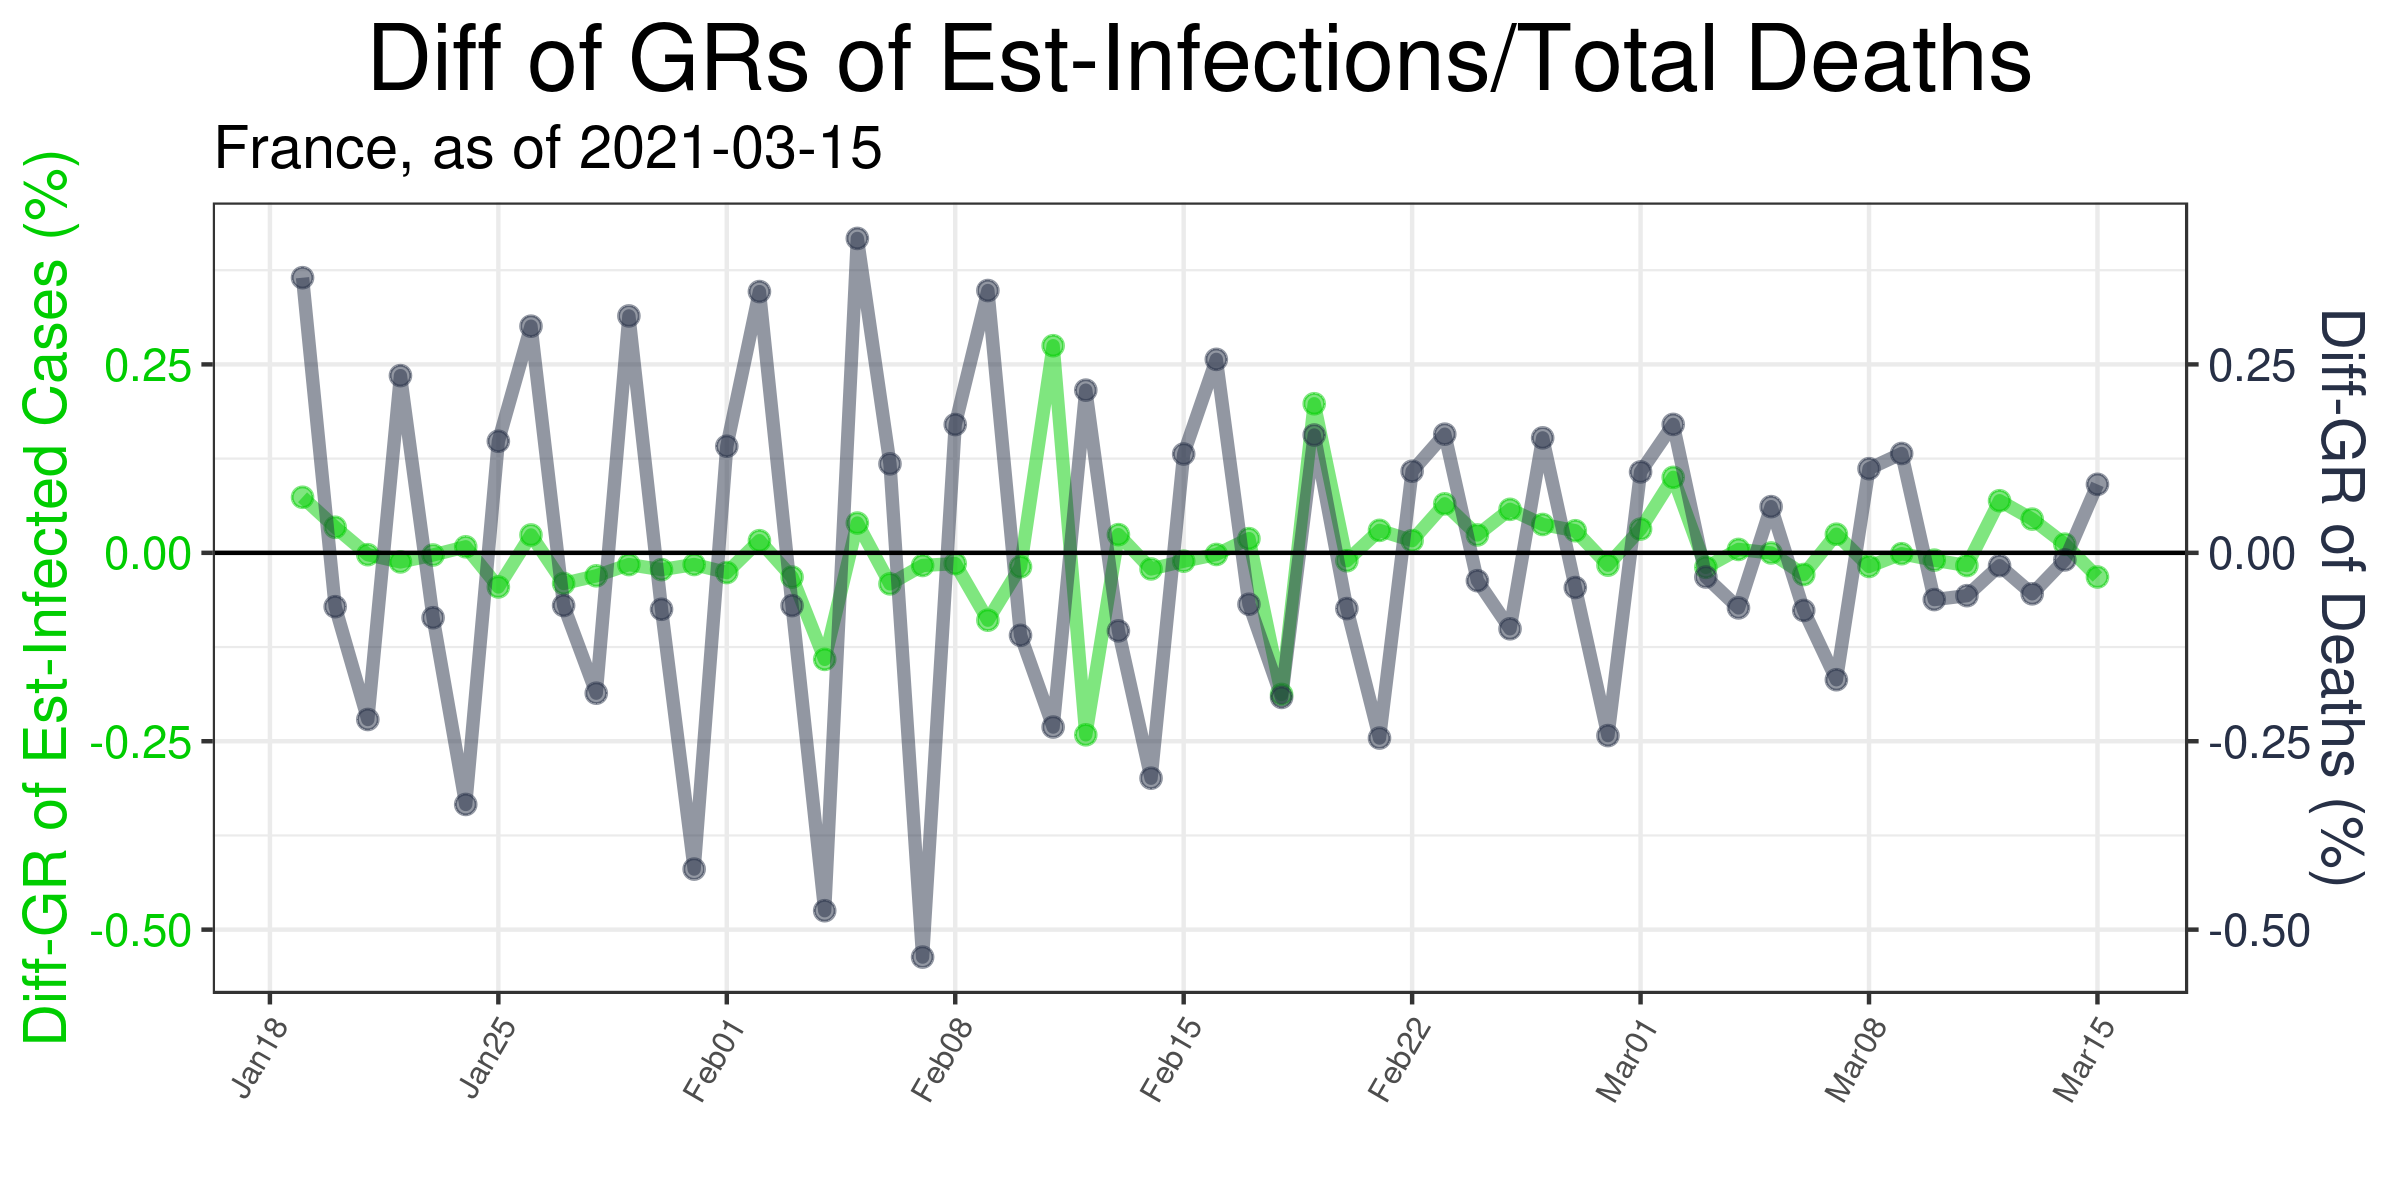 Diff of GRs of Est-Infections/Total Deaths
France, as of 2021-03-15
Diff-GR of Est-Infected Cases (%)
0.25
0.00
-0.25
-0.50
0.25
0.00
-0.25
-0.50
Diff-GR of Deaths (%)
Jan18
Jan25
Feb01
Feb08
Feb15
Feb22
Mar01
Mar08
Mar15